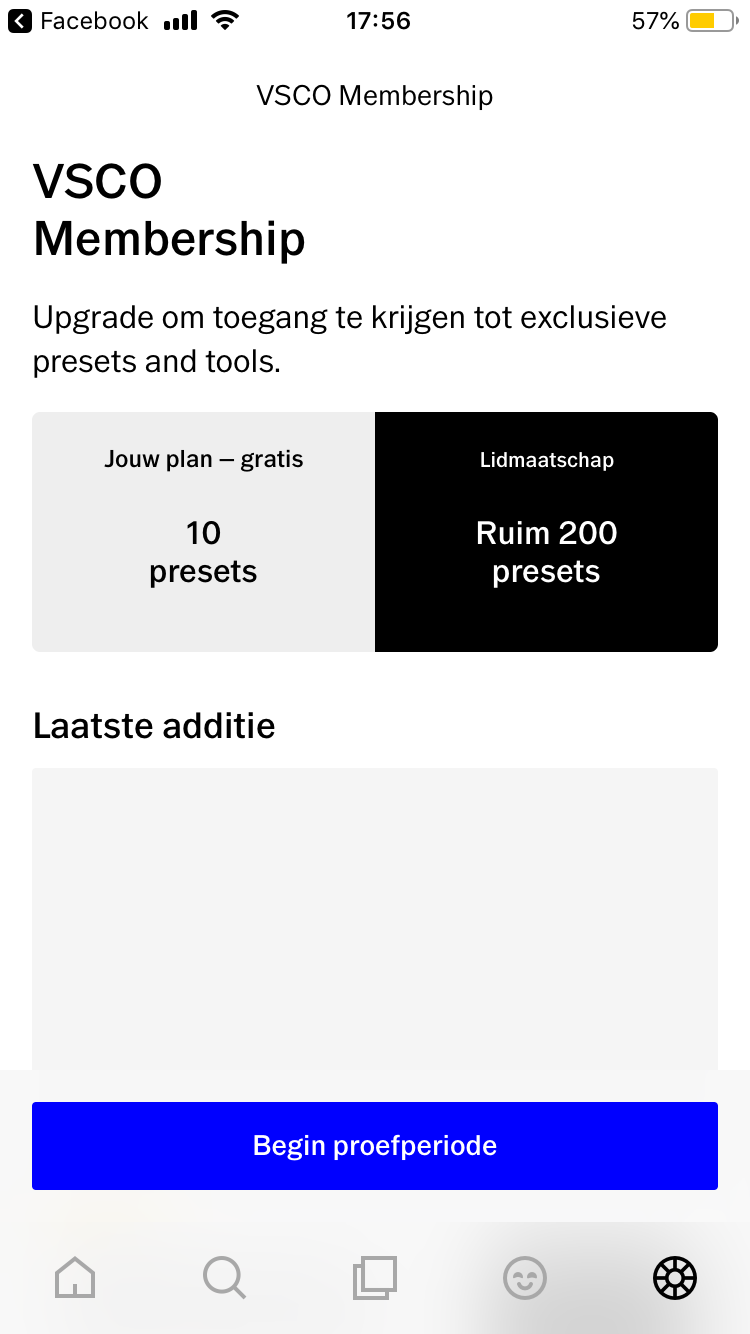 Facebook 17:56 57%
VSCO Membership
VSCO
Membership
Upgrade om toegang te krijgen tot exclusieve
presets and tools.
Jouw plan – gratis
10
presets
Lidmaatschap
Ruim 200
presets
Laatste additie
Begin proefperiode